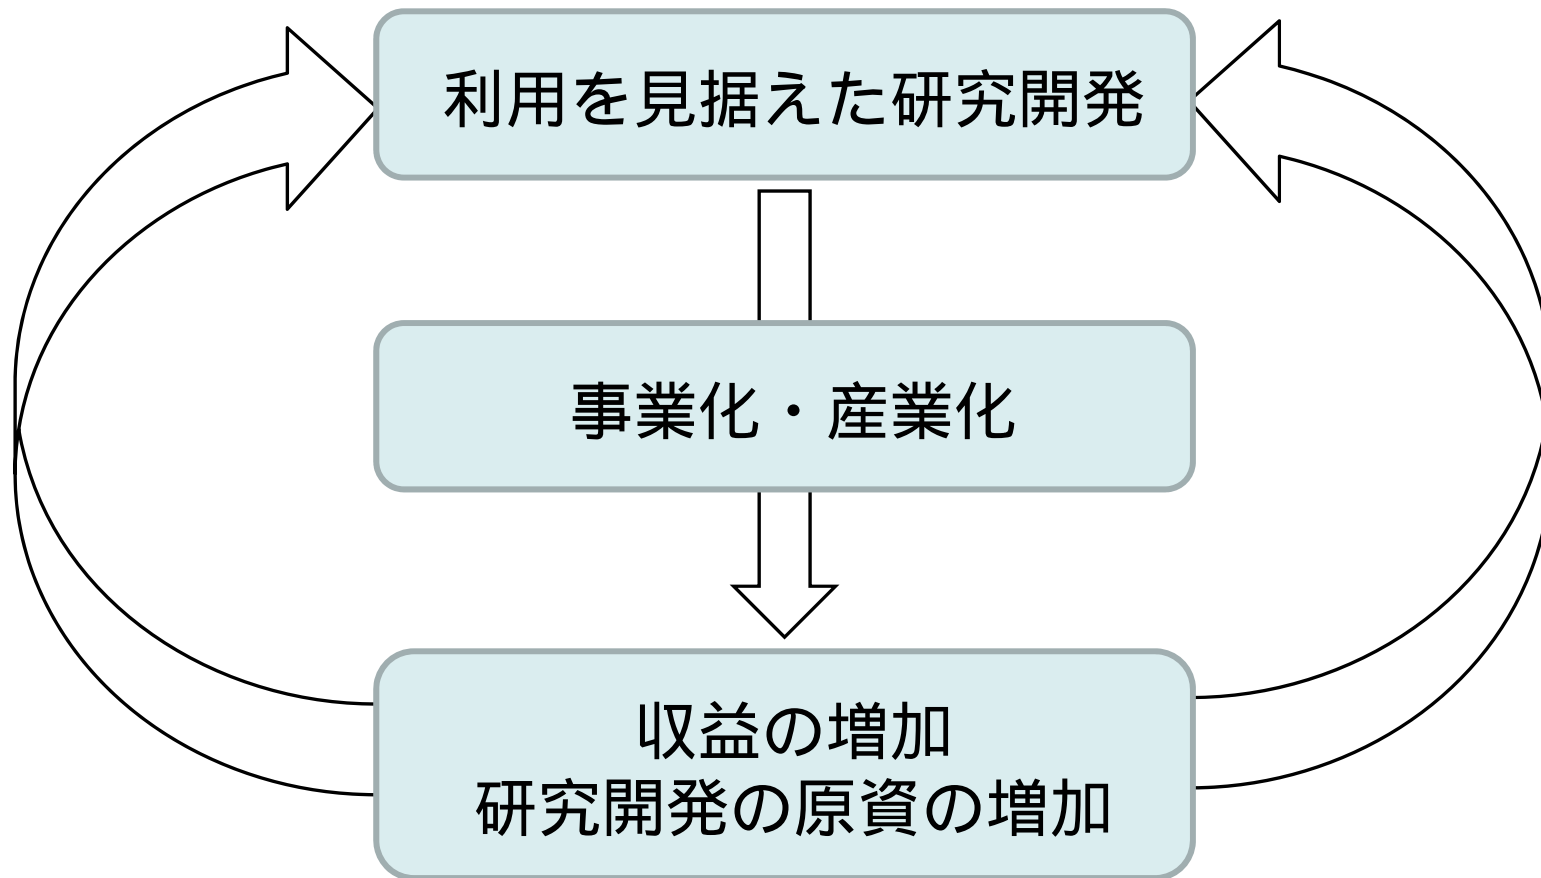 利用を見据えた研究開発
事業化・産業化
収益の増加
研究開発の原資の増加